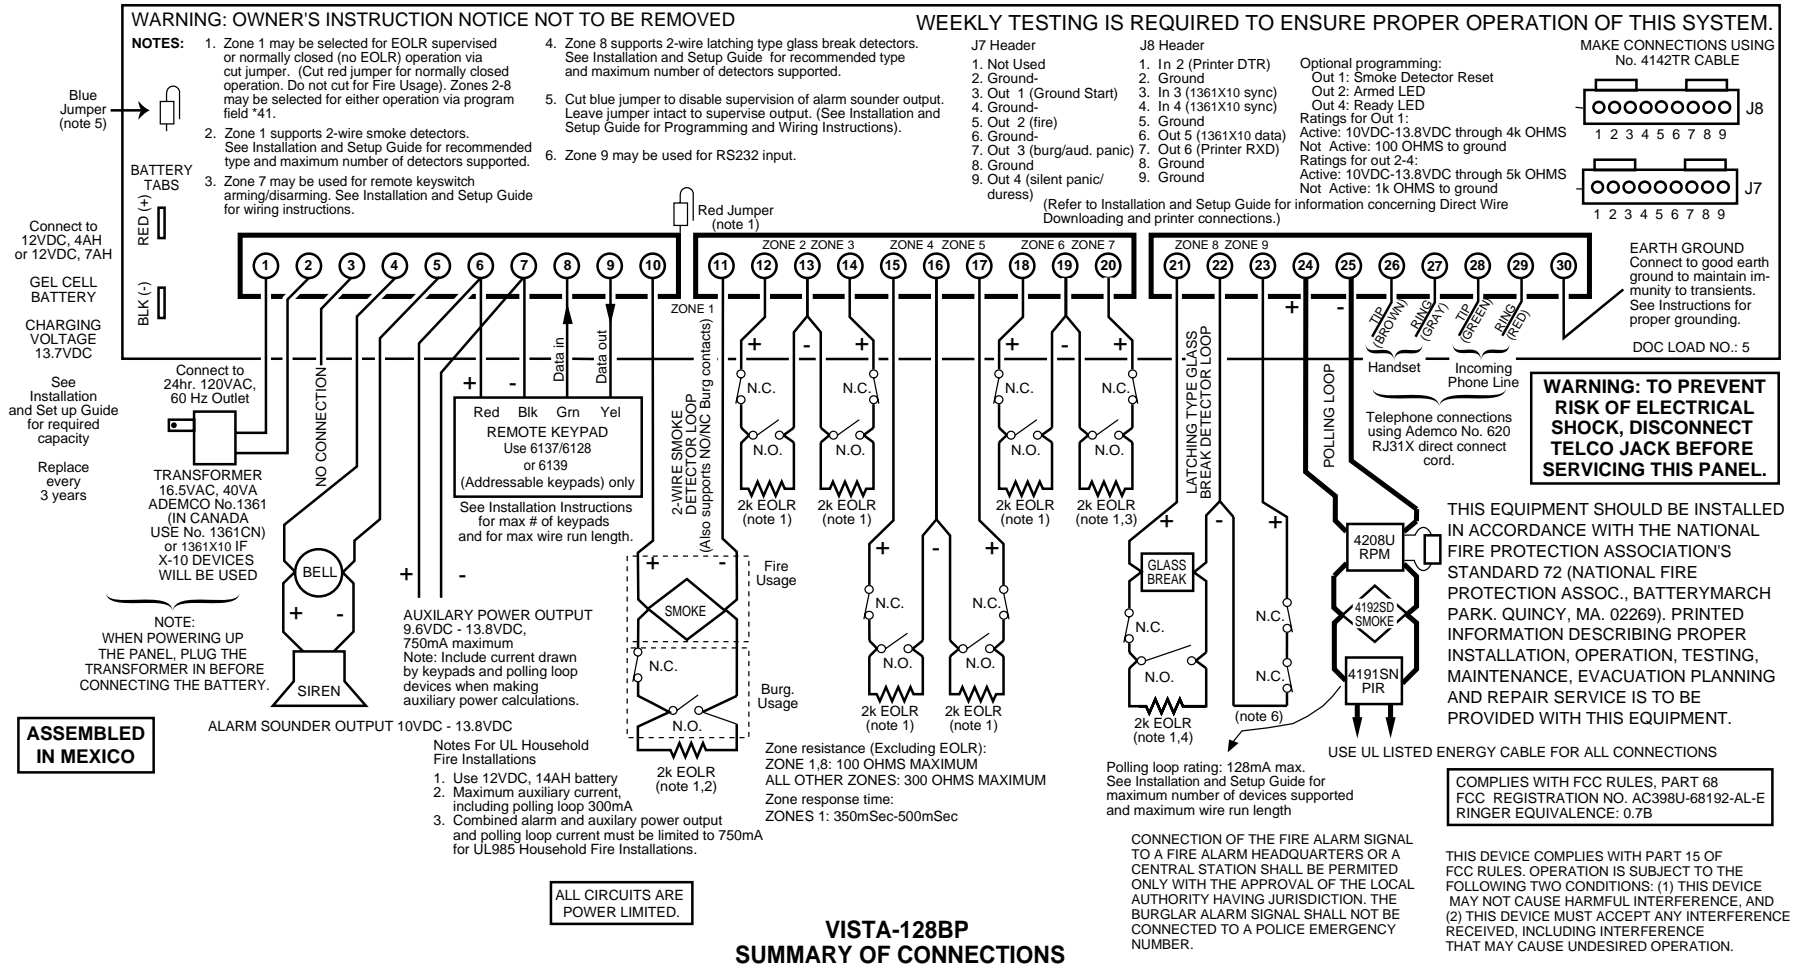 WARNING: OWNER'S INSTRUCTION NOTICE NOT TO BE REMOVED
WEEKLY TESTING IS REQUIRED TO ENSURE PROPER OPERATION OF THIS SYSTEM.
NOTES:
1. Zone 1 may be selected for EOLR supervised
or normally closed (no EOLR) operation via
cut jumper. (Cut red jumper for normally closed
operation. Do not cut for Fire Usage). Zones 2-8
may be selected for either operation via program
field *41.
2. Zone 1 supports 2-wire smoke detectors.
See Installation and Setup Guide for recommended
type and maximum number of detectors supported.
3. Zone 7 may be used for remote keyswitch
arming/disarming. See Installation and Setup Guide
for wiring instructions.
4. Zone 8 supports 2-wire latching type glass break detectors.
See Installation and Setup Guide for recommended type
and maximum number of detectors supported.
5. Cut blue jumper to disable supervision of alarm sounder output.
Leave jumper intact to supervise output. (See Installation and
Setup Guide for Programming and Wiring Instructions).
6. Zone 9 may be used for RS232 input.
J7 Header
1. Not Used
2. Ground-
3. Out 1 (Ground Start)
4. Ground-
5. Out 2 (fire)
6. Ground-
7. Out 3 (burg/aud. panic)
8. Ground
9. Out 4 (silent panic/
duress)
J8 Header
1. In 2 (Printer DTR)
2. Ground
3. In 3 (1361X10 sync)
4. In 4 (1361X10 sync)
5. Ground
6. Out 5 (1361X10 data)
7. Out 6 (Printer RXD)
8. Ground
9. Ground
Optional programming:
Out 1: Smoke Detector Reset
Out 2: Armed LED
Out 4: Ready LED
Ratings for Out 1:
Active: 10VDC-13.8VDC through 4k OHMS
Not Active: 100 OHMS to ground
Ratings for out 2-4:
Active: 10VDC-13.8VDC through 5k OHMS
Not Active: 1k OHMS to ground
(Refer to Installation and Setup Guide for information concerning Direct Wire
Downloading and printer connections.)
MAKE CONNECTIONS USING
No. 4142TR CABLE
J8
1 2 3 4 5 6 7 8 9
J7
1 2 3 4 5 6 7 8 9
Blue
Jumper
(note 5)
BATTERY
TABS
RED (+)
BLK (-)
Connect to
12VDC, 4AH
or 12VDC, 7AH
GEL CELL
BATTERY
CHARGING
VOLTAGE
13.7VDC
See
Installation
and Set up Guide
for required
capacity
Replace
every
3 years
Red Jumper
(note 1)
ZONE 2 ZONE 3 ZONE 4 ZONE 5 ZONE 6 ZONE 7
ZONE 8 ZONE 9
1 2 3 4 5 6 7 8 9 10 11 12 13 14 15 16 17 18 19 20 21 22 23 24 25 26 27 28 29 30
ZONE 1
EARTH GROUND
Connect to good earth
ground to maintain im-
munity to transients.
See Instructions for
proper grounding.
DOC LOAD NO.: 5
TIP
(BROWN)
RING
(GRAY)
TIP
(GREEN)
RING
(RED)
Handset
Incoming
Phone Line
Telephone connections
using Ademco No. 620
RJ31X direct connect
cord.
WARNING: TO PREVENT
RISK OF ELECTRICAL
SHOCK, DISCONNECT
TELCO JACK BEFORE
SERVICING THIS PANEL.
Connect to
24hr. 120VAC,
60 Hz Outlet
TRANSFORMER
16.5VAC, 40VA
ADEMCO No.1361
(IN CANADA
USE No. 1361CN)
or 1361X10 IF
X-10 DEVICES
WILL BE USED
NOTE:
WHEN POWERING UP
THE PANEL, PLUG THE
TRANSFORMER IN BEFORE
CONNECTING THE BATTERY.
NO CONNECTION
BELL
+ -
SIREN
ALARM SOUNDER OUTPUT 10VDC - 13.8VDC
+ -
Data in
Data out
Red Blk Grn Yel
REMOTE KEYPAD
Use 6137/6128
or 6139
(Addressable keypads) only
See Installation Instructions
for max # of keypads
and for max wire run length.
+ -
AUXILARY POWER OUTPUT
9.6VDC - 13.8VDC,
750mA maximum
Note: Include current drawn
by keypads and polling loop
devices when making
auxiliary power calculations.
Notes For UL Household
Fire Installations
1. Use 12VDC, 14AH battery
2. Maximum auxiliary current,
including polling loop 300mA
3. Combined alarm and auxilary power output
and polling loop current must be limited to 750mA
for UL985 Household Fire Installations.
2-WIRE SMOKE
DETECTOR LOOP
(Also supports NO/NC Burg contacts)
+ -
Fire
Usage
SMOKE
N.C.
Burg.
Usage
N.O.
2k EOLR
(note 1,2)
+ - +
N.C. N.C.
N.O. N.O.
2k EOLR
(note 1)
2k EOLR
(note 1)
+ - +
N.C. N.C.
N.O. N.O.
2k EOLR
(note 1)
2k EOLR
(note 1)
+ - +
N.C. N.C.
N.O. N.O.
2k EOLR
(note 1)
2k EOLR
(note 1,3)
Zone resistance (Excluding EOLR):
ZONE 1,8: 100 OHMS MAXIMUM
ALL OTHER ZONES: 300 OHMS MAXIMUM
Zone response time:
ZONES 1: 350mSec-500mSec
LATCHING TYPE GLASS
BREAK DETECTOR LOOP
+ - +
GLASS
BREAK
N.C.
N.O.
2k EOLR
(note 1,4)
N.C.
N.C.
(note 6)
+ -
POLLING LOOP
4208U
RPM
4192SD
SMOKE
4191SN
PIR
Polling loop rating: 128mA max.
See Installation and Setup Guide for
maximum number of devices supported
and maximum wire run length
THIS EQUIPMENT SHOULD BE INSTALLED
IN ACCORDANCE WITH THE NATIONAL
FIRE PROTECTION ASSOCIATION'S
STANDARD 72 (NATIONAL FIRE
PROTECTION ASSOC., BATTERYMARCH
PARK. QUINCY, MA. 02269). PRINTED
INFORMATION DESCRIBING PROPER
INSTALLATION, OPERATION, TESTING,
MAINTENANCE, EVACUATION PLANNING
AND REPAIR SERVICE IS TO BE
PROVIDED WITH THIS EQUIPMENT.
USE UL LISTED ENERGY CABLE FOR ALL CONNECTIONS
COMPLIES WITH FCC RULES, PART 68
FCC REGISTRATION NO. AC398U-68192-AL-E
RINGER EQUIVALENCE: 0.7B
CONNECTION OF THE FIRE ALARM SIGNAL
TO A FIRE ALARM HEADQUARTERS OR A
CENTRAL STATION SHALL BE PERMITTED
ONLY WITH THE APPROVAL OF THE LOCAL
AUTHORITY HAVING JURISDICTION. THE
BURGLAR ALARM SIGNAL SHALL NOT BE
CONNECTED TO A POLICE EMERGENCY
NUMBER.
THIS DEVICE COMPLIES WITH PART 15 OF
FCC RULES. OPERATION IS SUBJECT TO THE
FOLLOWING TWO CONDITIONS: (1) THIS DEVICE
MAY NOT CAUSE HARMFUL INTERFERENCE, AND
(2) THIS DEVICE MUST ACCEPT ANY INTERFERENCE
RECEIVED, INCLUDING INTERFERENCE
THAT MAY CAUSE UNDESIRED OPERATION.
ASSEMBLED
IN MEXICO
ALL CIRCUITS ARE
POWER LIMITED.
VISTA-128BP
SUMMARY OF CONNECTIONS